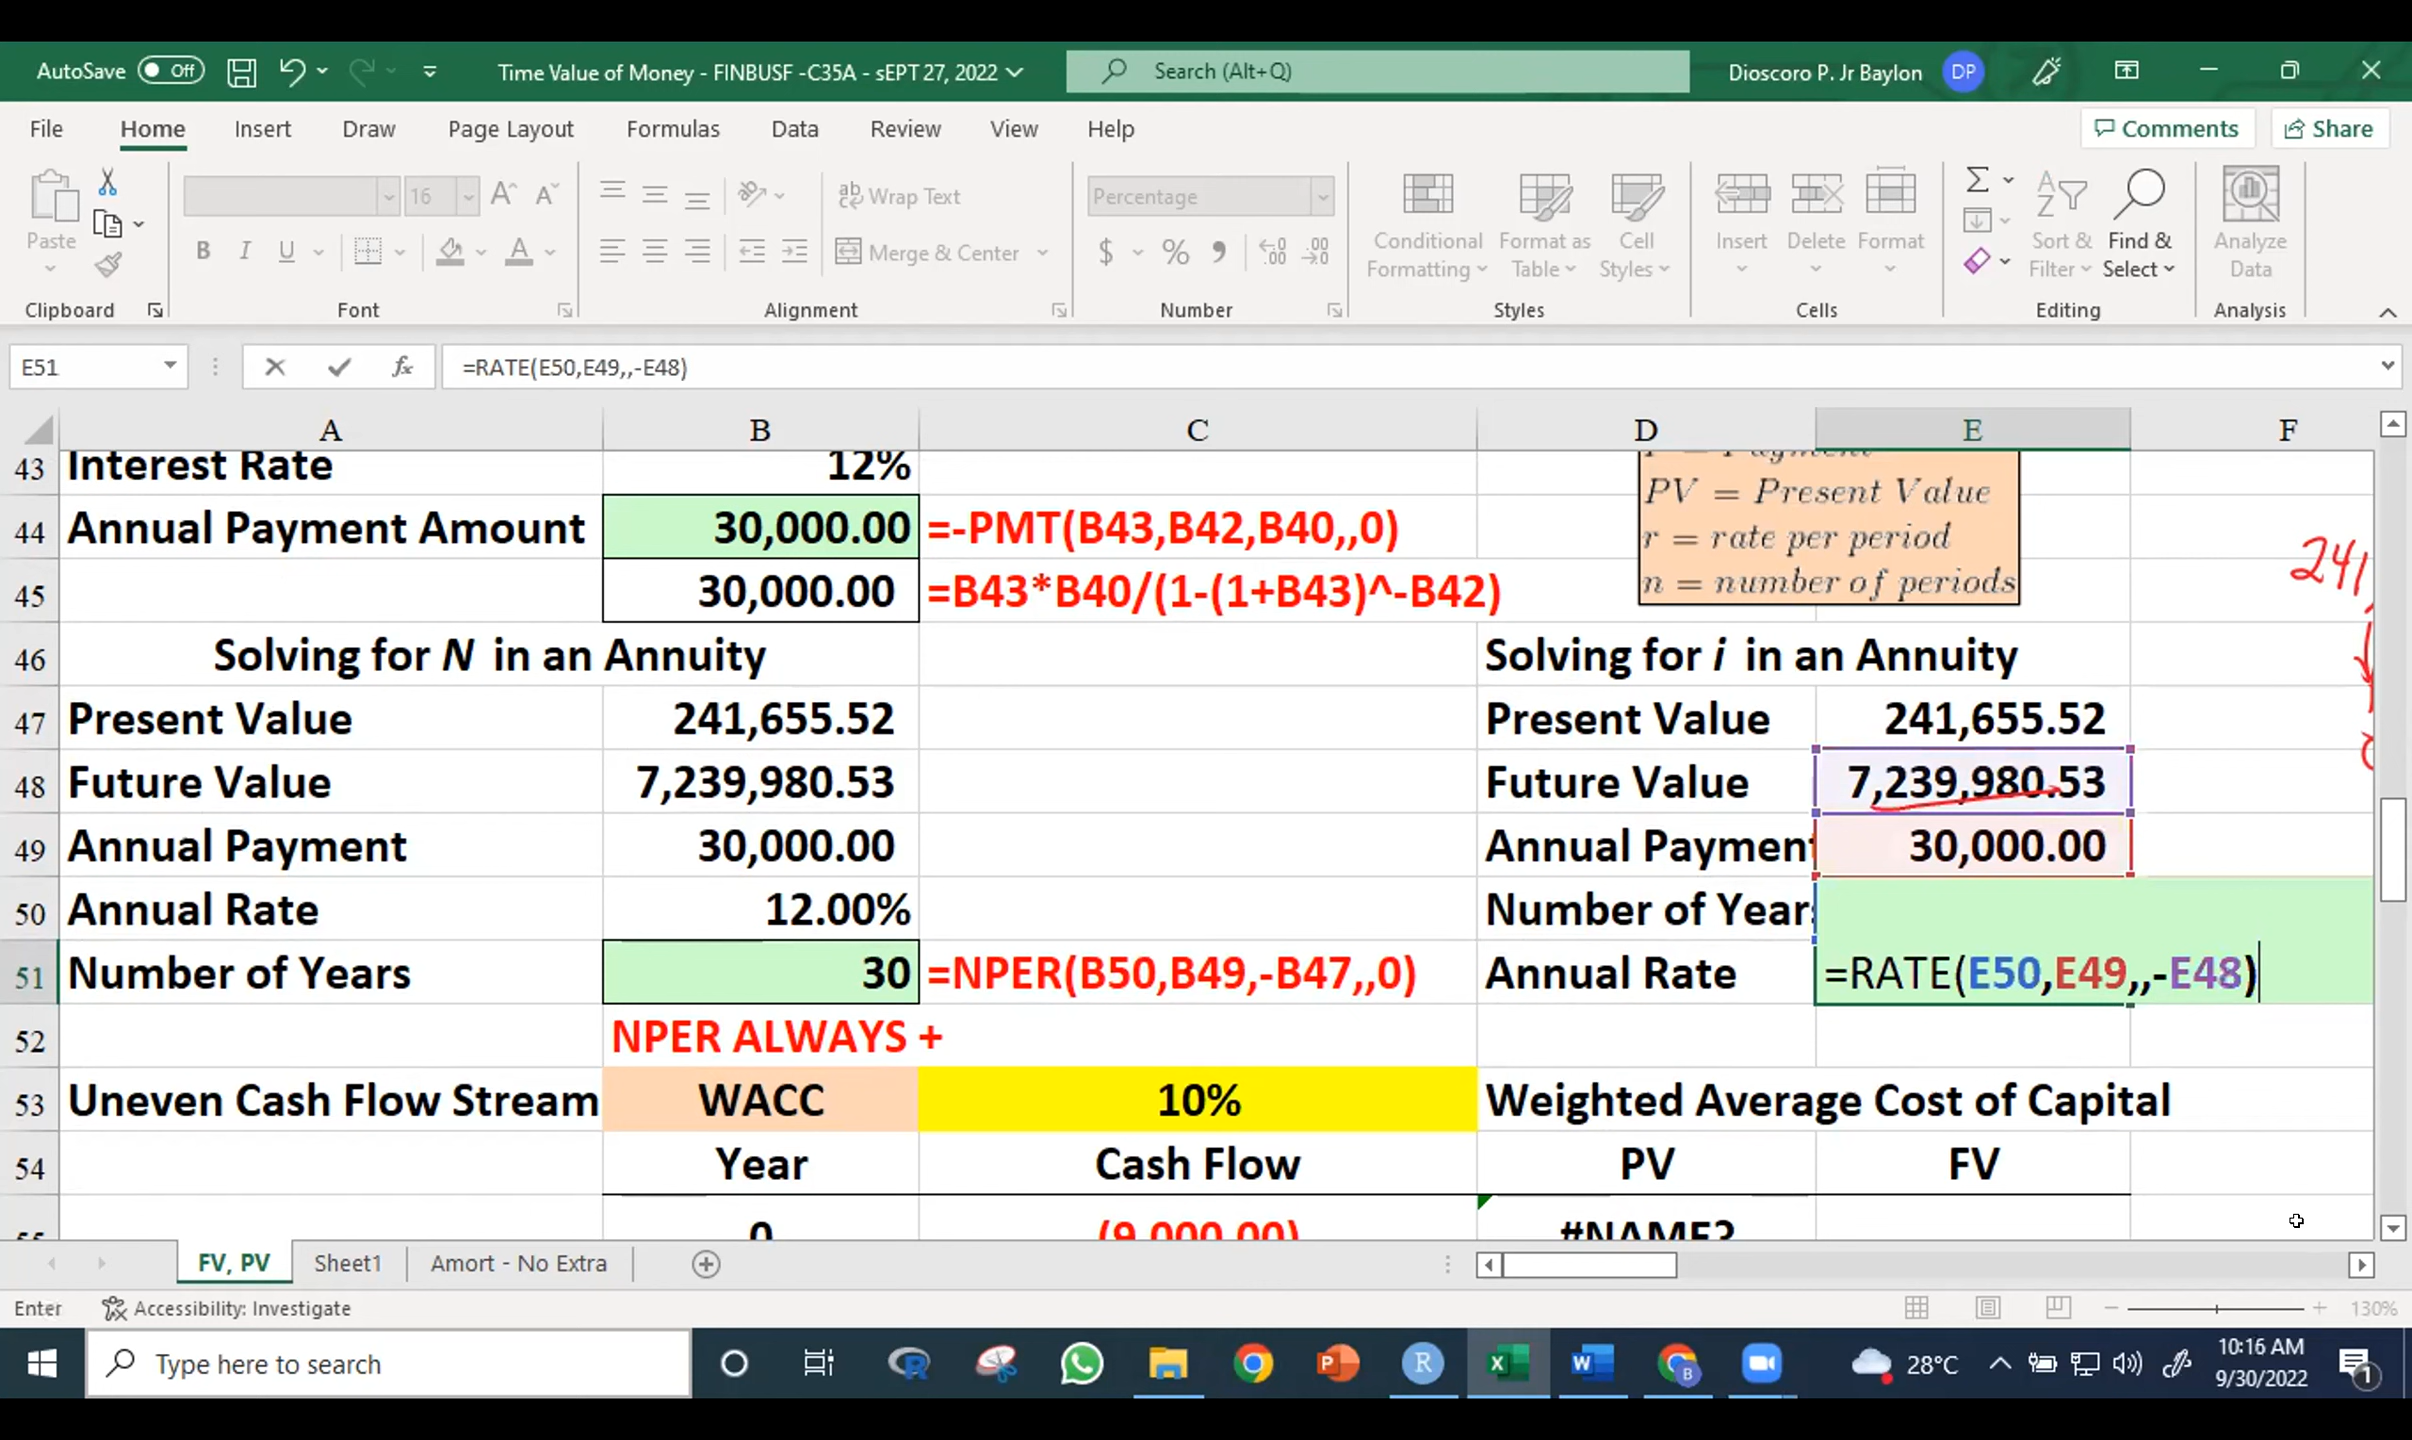 AutoSave Off Time Value of Money - FINBUSF -C35A - sEPT 27, 2022 Search (Alt+Q) Dioscoro P. Jr Baylon DP
File Home Insert Draw Page Layout Formulas Data Review View Help Comments Share
Paste 16 B I U Wrap Text Merge & Center Percentage $ % Conditional Formatting Format as Table Cell Styles Insert Delete Format Sort & Filter Find & Select Analyze Data
Clipboard Font Alignment Number Styles Cells Editing Analysis
E51 fx =RATE(E50,E49,,-E48)
A B C D E F
43 Interest Rate 12%
PV = Present Value
44 Annual Payment Amount 30,000.00 =-PMT(B43,B42,B40,,0) r = rate per period
241,
45 30,000.00 =B43*B40/(1-(1+B43)^-B42) n = number of periods
46 Solving for N in an Annuity Solving for i in an Annuity
47 Present Value 241,655.52 Present Value 241,655.52
48 Future Value 7,239,980.53 Future Value 7,239,980.53
49 Annual Payment 30,000.00 Annual Payment 30,000.00
50 Annual Rate 12.00% Number of Years
51 Number of Years 30 =NPER(B50,B49,-B47,,0) Annual Rate =RATE(E50,E49,,-E48)
52 NPER ALWAYS +
53 Uneven Cash Flow Stream WACC 10% Weighted Average Cost of Capital
54 Year Cash Flow PV FV
55 0 (9,000.00) #NAME?
FV, PV Sheet1 Amort - No Extra
Enter Accessibility: Investigate 130%
Type here to search 28°C 10:16 AM
9/30/2022 1